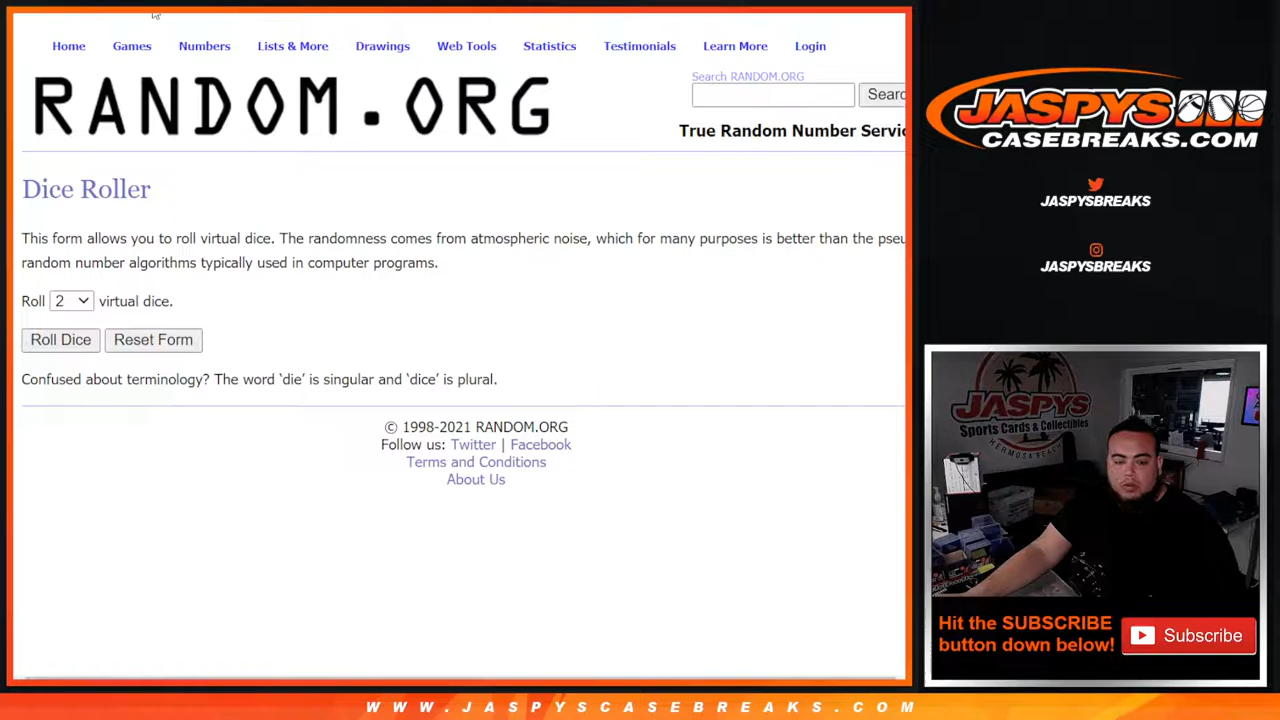 Home Games Numbers Lists & More Drawings Web Tools Statistics Testimonials Learn More Login
RANDOM.ORG
Search RANDOM.ORG
Searc
True Random Number Servic
Dice Roller
This form allows you to roll virtual dice. The randomness comes from atmospheric noise, which for many purposes is better than the pseu
random number algorithms typically used in computer programs.
Roll 2 virtual dice.
Roll Dice Reset Form
Confused about terminology? The word ‘die’ is singular and ‘dice’ is plural.
© 1998-2021 RANDOM.ORG
Follow us: Twitter | Facebook
Terms and Conditions
About Us
JASPYS
CASEBREAKS.COM
JASPYSBREAKS
JASPYSBREAKS
JASPYS
Sports Cards & Collectibles
HERMOSA BEACH
Hit the SUBSCRIBE
button down below!
Subscribe
WWW.JASPYSCASEBREAKS.COM